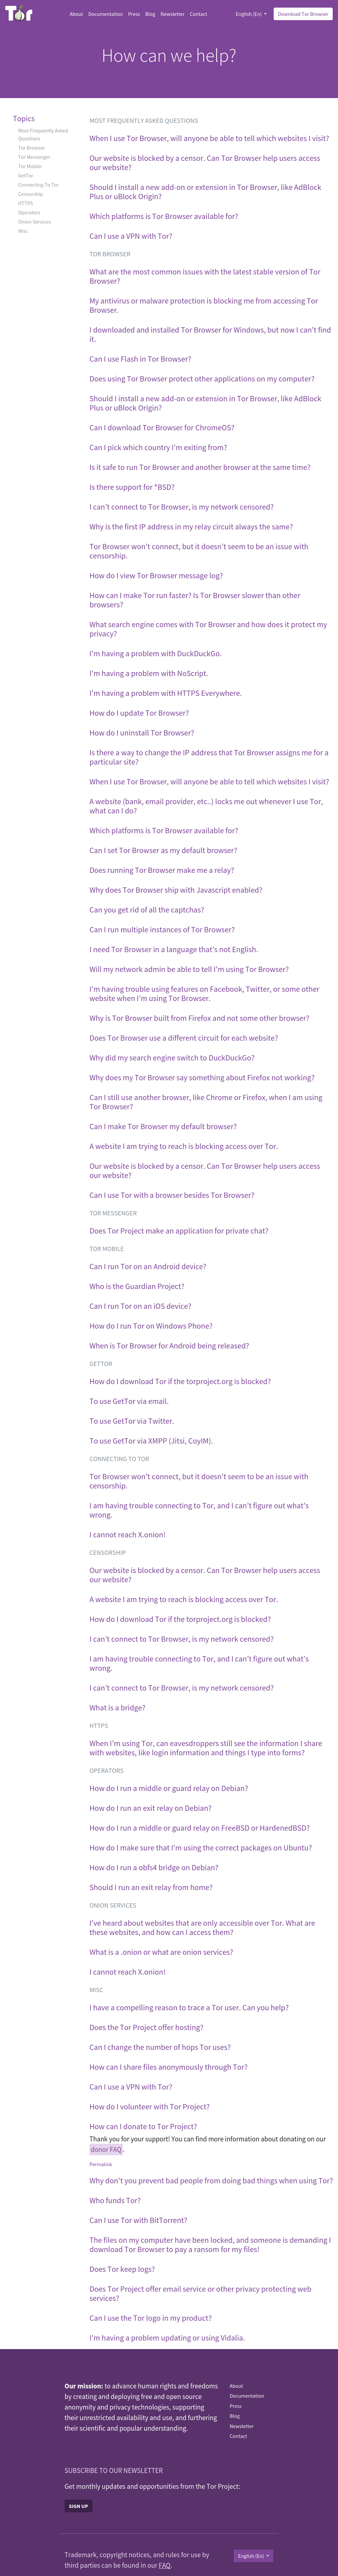 Tor
About Documentation Press Blog Newsletter Contact
English (En)
Download Tor Browser
How can we help?
Topics
Most Frequently Asked
Questions
Tor Browser
Tor Messenger
Tor Mobile
GetTor
Connecting To Tor
Censorship
HTTPS
Operators
Onion Services
Misc
MOST FREQUENTLY ASKED QUESTIONS
When I use Tor Browser, will anyone be able to tell which websites I visit?
Our website is blocked by a censor. Can Tor Browser help users access
our website?
Should I install a new add-on or extension in Tor Browser, like AdBlock
Plus or uBlock Origin?
Which platforms is Tor Browser available for?
Can I use a VPN with Tor?
TOR BROWSER
What are the most common issues with the latest stable version of Tor
Browser?
My antivirus or malware protection is blocking me from accessing Tor
Browser.
I downloaded and installed Tor Browser for Windows, but now I can't find
it.
Can I use Flash in Tor Browser?
Does using Tor Browser protect other applications on my computer?
Should I install a new add-on or extension in Tor Browser, like AdBlock
Plus or uBlock Origin?
Can I download Tor Browser for ChromeOS?
Can I pick which country I'm exiting from?
Is it safe to run Tor Browser and another browser at the same time?
Is there support for *BSD?
I can't connect to Tor Browser, is my network censored?
Why is the first IP address in my relay circuit always the same?
Tor Browser won't connect, but it doesn't seem to be an issue with
censorship.
How do I view Tor Browser message log?
How can I make Tor run faster? Is Tor Browser slower than other
browsers?
What search engine comes with Tor Browser and how does it protect my
privacy?
I'm having a problem with DuckDuckGo.
I'm having a problem with NoScript.
I'm having a problem with HTTPS Everywhere.
How do I update Tor Browser?
How do I uninstall Tor Browser?
Is there a way to change the IP address that Tor Browser assigns me for a
particular site?
When I use Tor Browser, will anyone be able to tell which websites I visit?
A website (bank, email provider, etc..) locks me out whenever I use Tor,
what can I do?
Which platforms is Tor Browser available for?
Can I set Tor Browser as my default browser?
Does running Tor Browser make me a relay?
Why does Tor Browser ship with Javascript enabled?
Can you get rid of all the captchas?
Can I run multiple instances of Tor Browser?
I need Tor Browser in a language that's not English.
Will my network admin be able to tell I'm using Tor Browser?
I'm having trouble using features on Facebook, Twitter, or some other
website when I'm using Tor Browser.
Why is Tor Browser built from Firefox and not some other browser?
Does Tor Browser use a different circuit for each website?
Why did my search engine switch to DuckDuckGo?
Why does my Tor Browser say something about Firefox not working?
Can I still use another browser, like Chrome or Firefox, when I am using
Tor Browser?
Can I make Tor Browser my default browser?
A website I am trying to reach is blocking access over Tor.
Our website is blocked by a censor. Can Tor Browser help users access
our website?
Can I use Tor with a browser besides Tor Browser?
TOR MESSENGER
Does Tor Project make an application for private chat?
TOR MOBILE
Can I run Tor on an Android device?
Who is the Guardian Project?
Can I run Tor on an iOS device?
How do I run Tor on Windows Phone?
When is Tor Browser for Android being released?
GETTOR
How do I download Tor if the torproject.org is blocked?
To use GetTor via email.
To use GetTor via Twitter.
To use GetTor via XMPP (Jitsi, CoyIM).
CONNECTING TO TOR
Tor Browser won't connect, but it doesn't seem to be an issue with
censorship.
I am having trouble connecting to Tor, and I can't figure out what's
wrong.
I cannot reach X.onion!
CENSORSHIP
Our website is blocked by a censor. Can Tor Browser help users access
our website?
A website I am trying to reach is blocking access over Tor.
How do I download Tor if the torproject.org is blocked?
I can't connect to Tor Browser, is my network censored?
I am having trouble connecting to Tor, and I can't figure out what's
wrong.
I can't connect to Tor Browser, is my network censored?
What is a bridge?
HTTPS
When I'm using Tor, can eavesdroppers still see the information I share
with websites, like login information and things I type into forms?
OPERATORS
How do I run a middle or guard relay on Debian?
How do I run an exit relay on Debian?
How do I run a middle or guard relay on FreeBSD or HardenedBSD?
How do I make sure that I'm using the correct packages on Ubuntu?
How do I run a obfs4 bridge on Debian?
Should I run an exit relay from home?
ONION SERVICES
I've heard about websites that are only accessible over Tor. What are
these websites, and how can I access them?
What is a .onion or what are onion services?
I cannot reach X.onion!
MISC
I have a compelling reason to trace a Tor user. Can you help?
Does the Tor Project offer hosting?
Can I change the number of hops Tor uses?
How can I share files anonymously through Tor?
Can I use a VPN with Tor?
How do I volunteer with Tor Project?
How can I donate to Tor Project?
Thank you for your support! You can find more information about donating on our
donor FAQ.
Permalink
Why don't you prevent bad people from doing bad things when using Tor?
Who funds Tor?
Can I use Tor with BitTorrent?
The files on my computer have been locked, and someone is demanding I
download Tor Browser to pay a ransom for my files!
Does Tor keep logs?
Does Tor Project offer email service or other privacy protecting web
services?
Can I use the Tor logo in my product?
I'm having a problem updating or using Vidalia.
Our mission: to advance human rights and freedoms
by creating and deploying free and open source
anonymity and privacy technologies, supporting
their unrestricted availability and use, and furthering
their scientific and popular understanding.
About
Documentation
Press
Blog
Newsletter
Contact
SUBSCRIBE TO OUR NEWSLETTER
Get monthly updates and opportunities from the Tor Project:
SIGN UP
Trademark, copyright notices, and rules for use by
third parties can be found in our FAQ.
English (En)